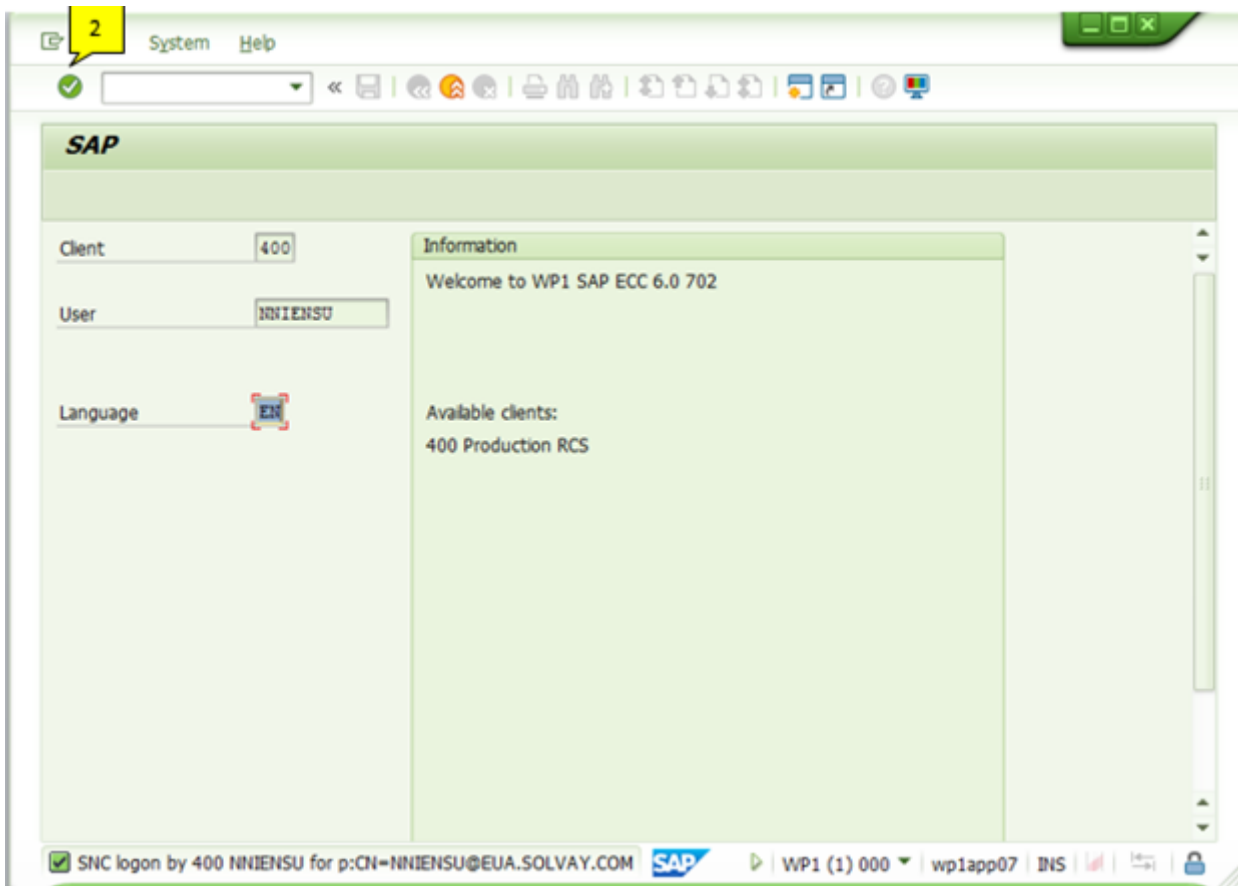 2
System Help
SAP
Client 400
Information
Welcome to WP1 SAP ECC 6.0 702
User NNIENSU
Language EN
Available clients:
400 Production RCS
SNC logon by 400 NNIENSU for p:CN=NNIENSU@EUA.SOLVAY.COM SAP WP1 (1) 000 wp1app07 INS